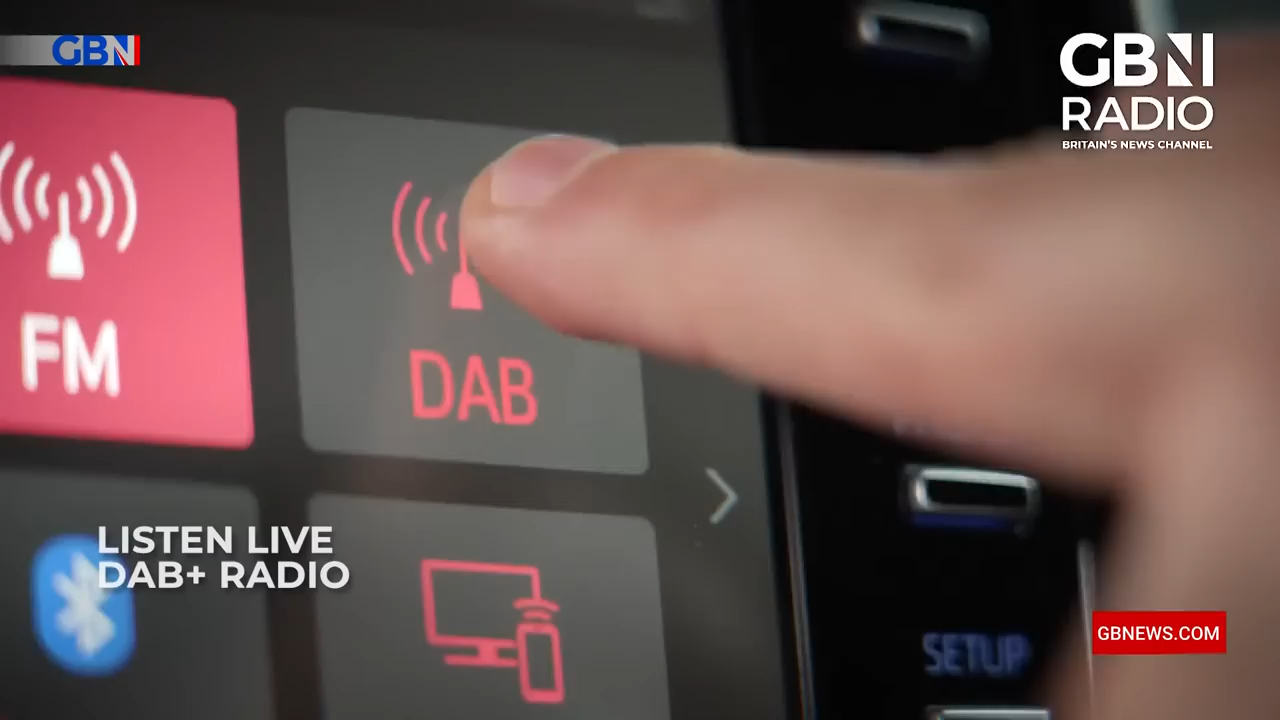 GBN
GBN
RADIO
BRITAIN'S NEWS CHANNEL
FM
DAB
LISTEN LIVE
DAB+ RADIO
GBNEWS.COM
SETUP